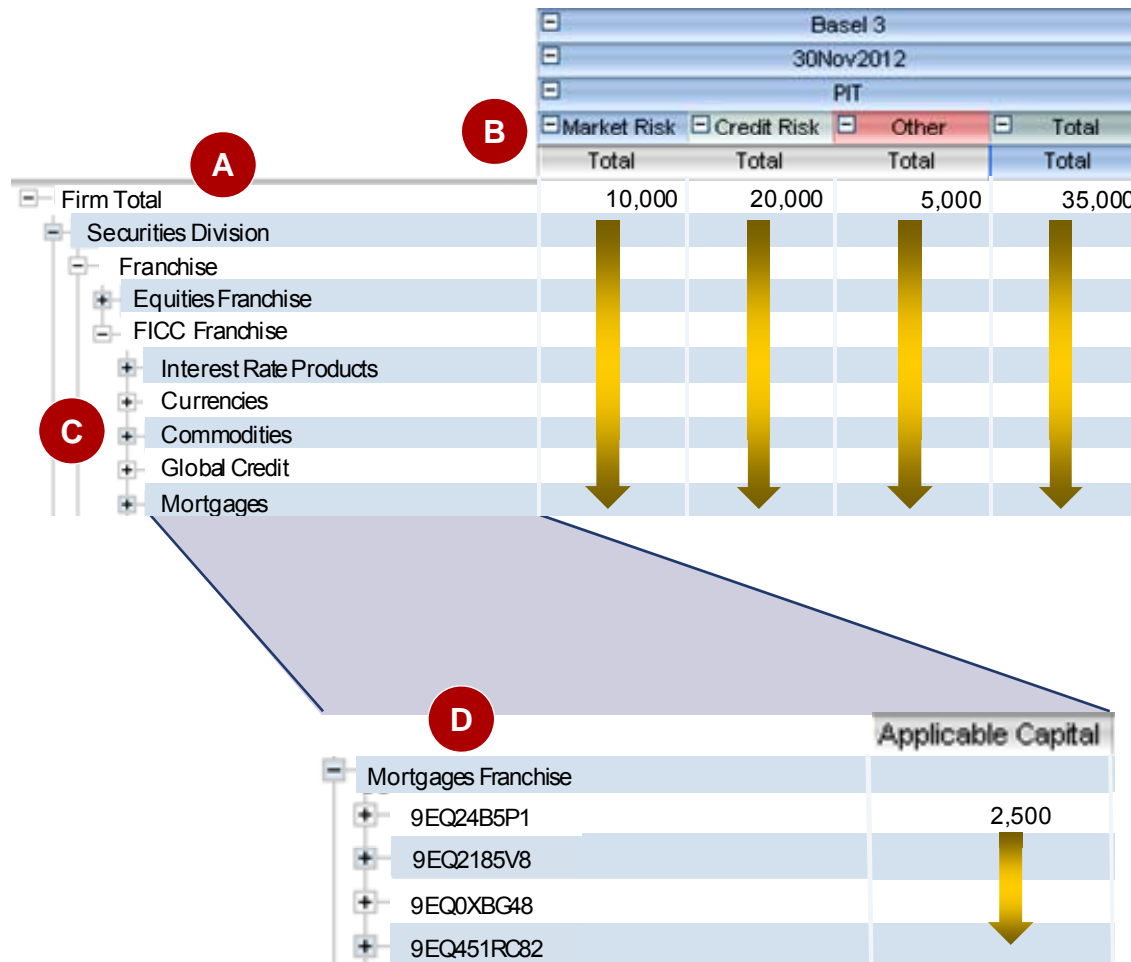 Basel 3
30Nov2012
PIT
B
Market Risk Credit Risk Other Total
A
Total Total Total Total
Firm Total 10,000 20,000 5,000 35,000
Securities Division
Franchise
Equities Franchise
FICC Franchise
Interest Rate Products
Currencies
C
Commodities
Global Credit
Mortgages
D
Applicable Capital
Mortgages Franchise
9EQ24B5P1 2,500
9EQ2185V8
9EQ0XBG48
9EQ451RC82